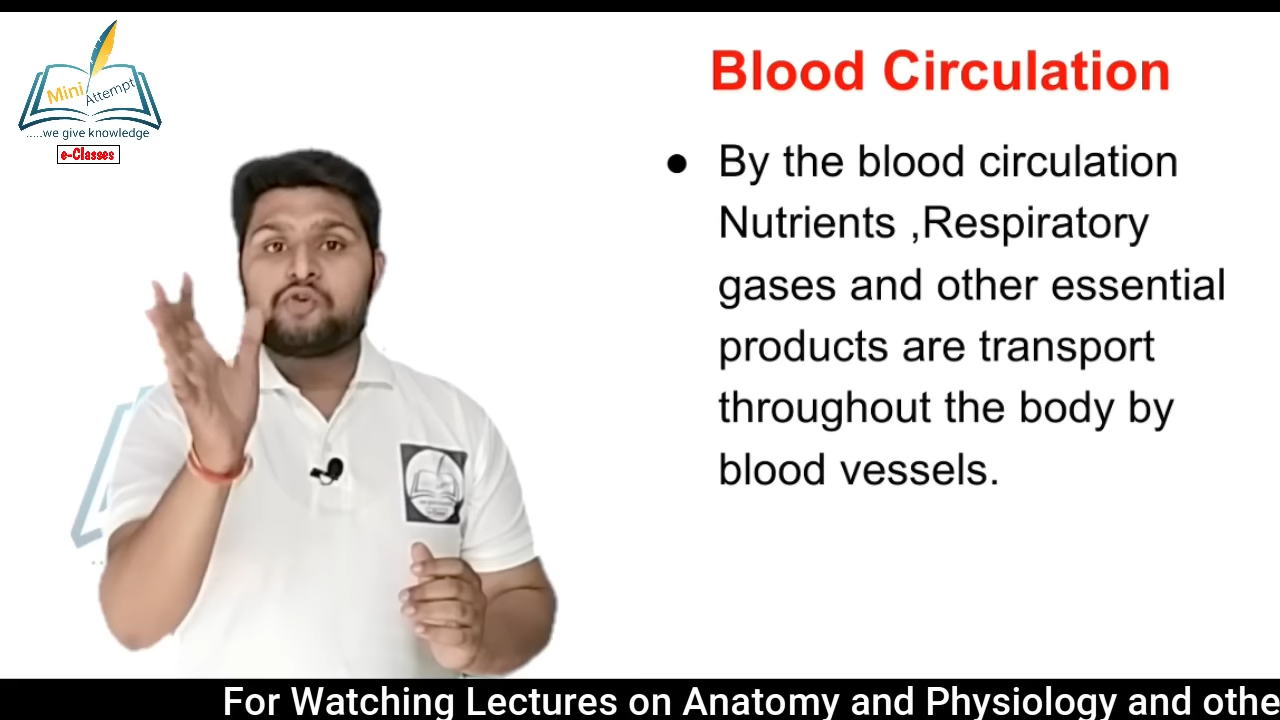 Mini Attempt
.....we give knowledge
e-Classes
Blood Circulation
● By the blood circulation
Nutrients ,Respiratory
gases and other essential
products are transport
throughout the body by
blood vessels.
For Watching Lectures on Anatomy and Physiology and othe